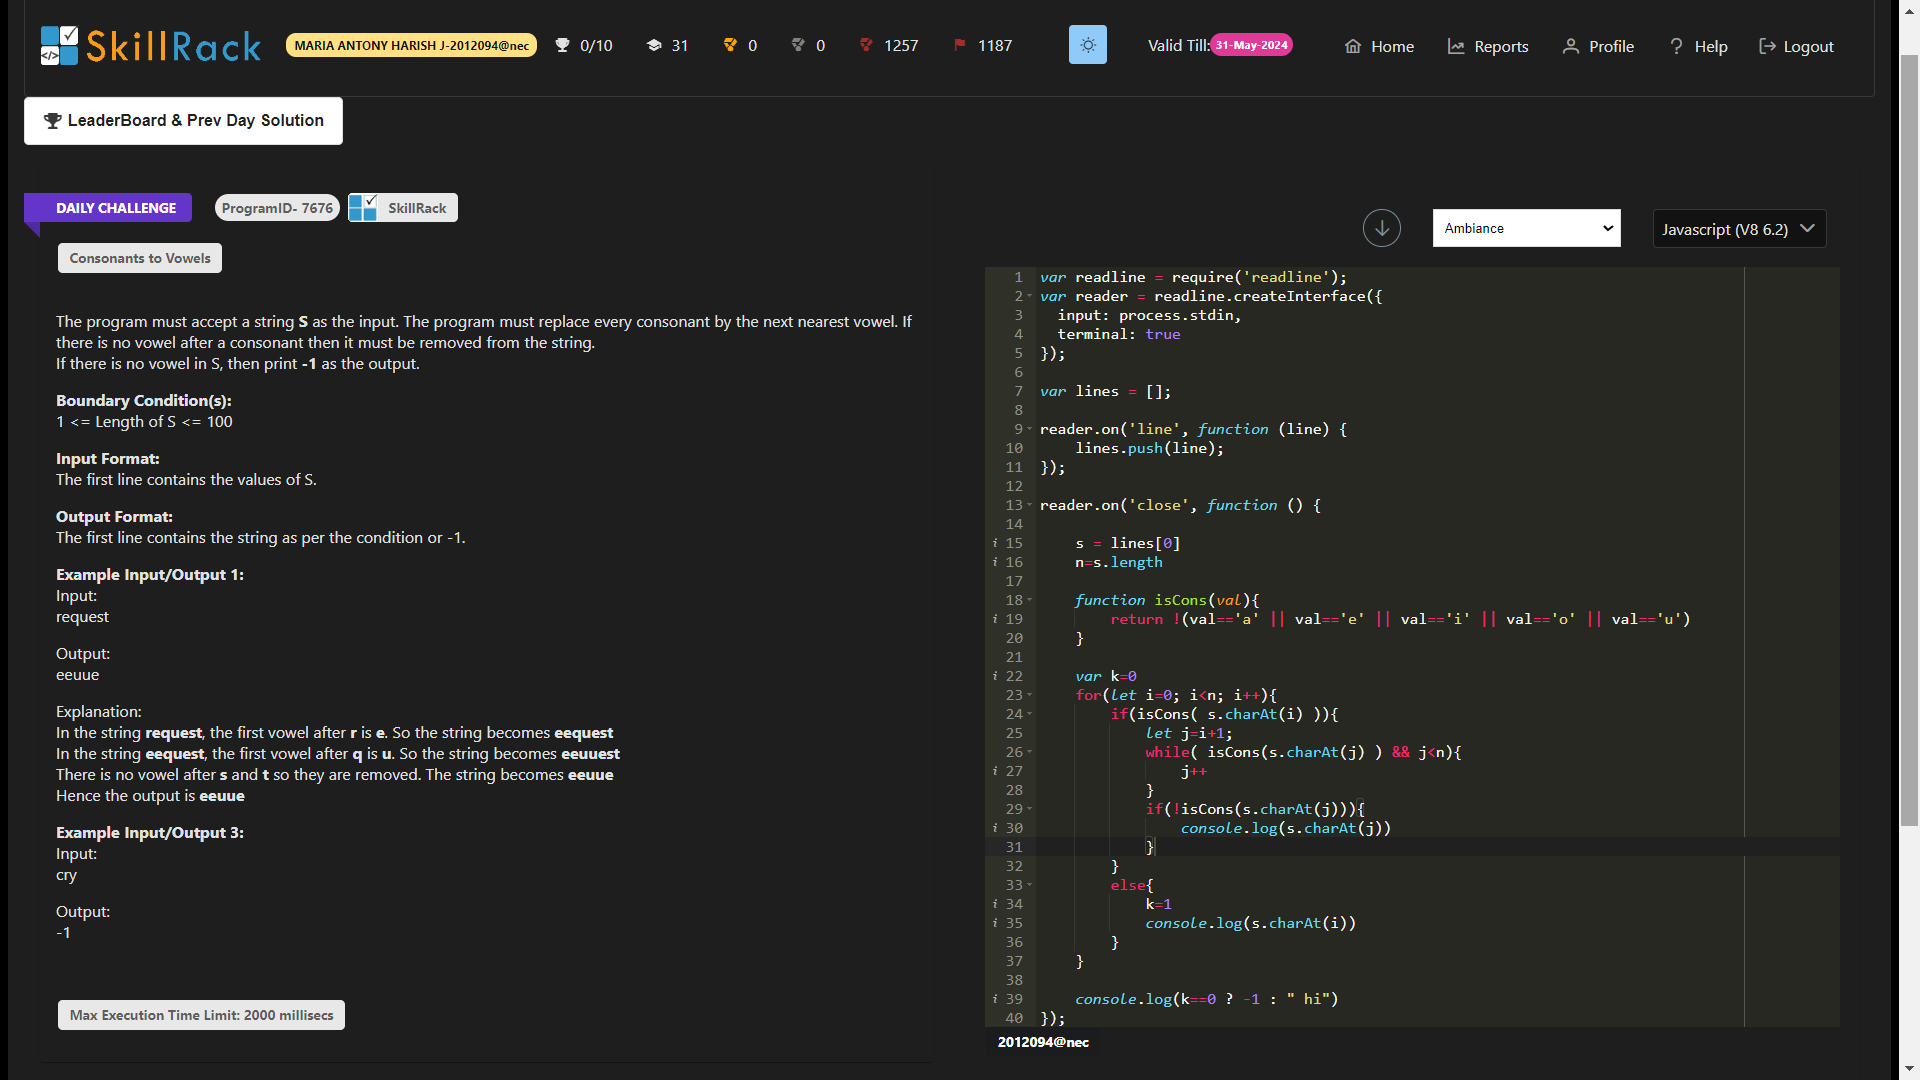 SkillRack MARIA ANTONY HARISH J-2012094@nec 0/10 31 0 0 1257 1187 Valid Till: 31-May-2024 Home Reports Profile Help Logout
LeaderBoard & Prev Day Solution
DAILY CHALLENGE ProgramID- 7676 SkillRack
Consonants to Vowels
The program must accept a string S as the input. The program must replace every consonant by the next nearest vowel. If
there is no vowel after a consonant then it must be removed from the string.
If there is no vowel in S, then print -1 as the output.
Boundary Condition(s):
1 <= Length of S <= 100
Input Format:
The first line contains the values of S.
Output Format:
The first line contains the string as per the condition or -1.
Example Input/Output 1:
Input:
request
Output:
eeuue
Explanation:
In the string request, the first vowel after r is e. So the string becomes eequest
In the string eequest, the first vowel after q is u. So the string becomes eeuuest
There is no vowel after s and t so they are removed. The string becomes eeuue
Hence the output is eeuue
Example Input/Output 3:
Input:
cry
Output:
-1
Max Execution Time Limit: 2000 millisecs
Ambiance
Javascript (V8 6.2)
1 var readline = require('readline');
2 var reader = readline.createInterface({
3 input: process.stdin,
4 terminal: true
5 });
6
7 var lines = [];
8
9 reader.on('line', function (line) {
10 lines.push(line);
11 });
12
13 reader.on('close', function () {
14
i 15 s = lines[0]
i 16 n=s.length
17
18 function isCons(val){
i 19 return !(val=='a' || val=='e' || val=='i' || val=='o' || val=='u')
20 }
21
i 22 var k=0
23 for(let i=0; i<n; i++){
24 if(isCons( s.charAt(i) )){
25 let j=i+1;
26 while( isCons(s.charAt(j) ) && j<n){
i 27 j++
28 }
29 if(!isCons(s.charAt(j))){
i 30 console.log(s.charAt(j))
31 }
32 }
33 else{
i 34 k=1
i 35 console.log(s.charAt(i))
36 }
37 }
38
i 39 console.log(k==0 ? -1 : " hi")
40 });
2012094@nec